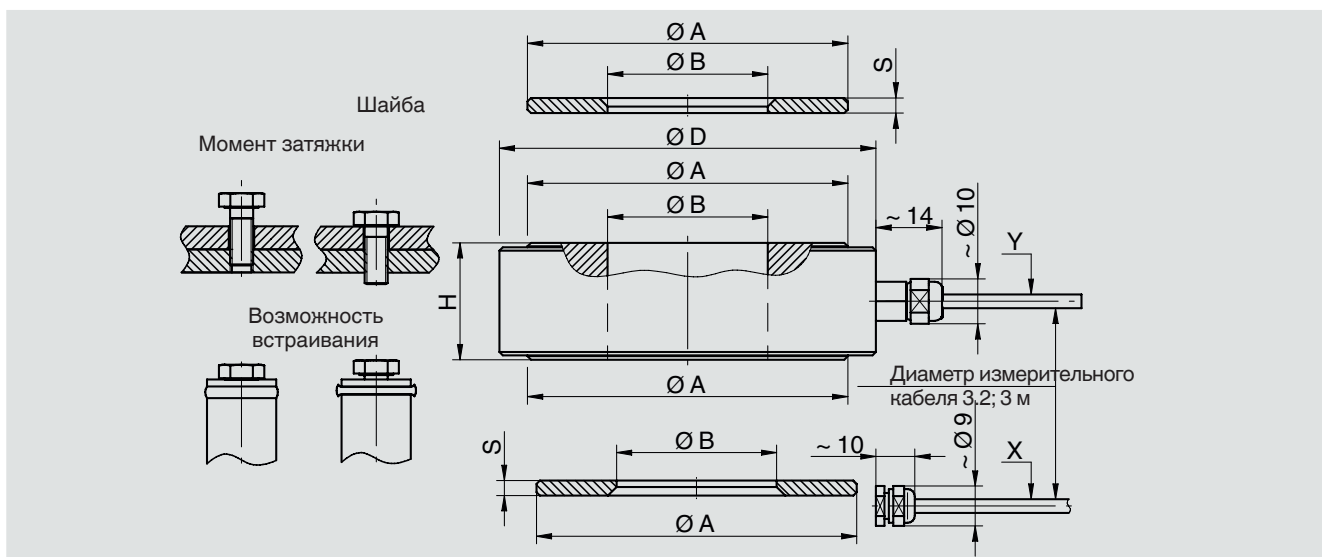 Ø A
Ø B
S
Шайба
Момент затяжки
Ø D
Ø A
Ø B
~ 14
~ Ø 10
Y
H
Возможность
встраивания
Ø A
Диаметр измерительного
кабеля 3.2; 3 м
S
Ø B
~ 10
~ Ø 9
X
Ø A